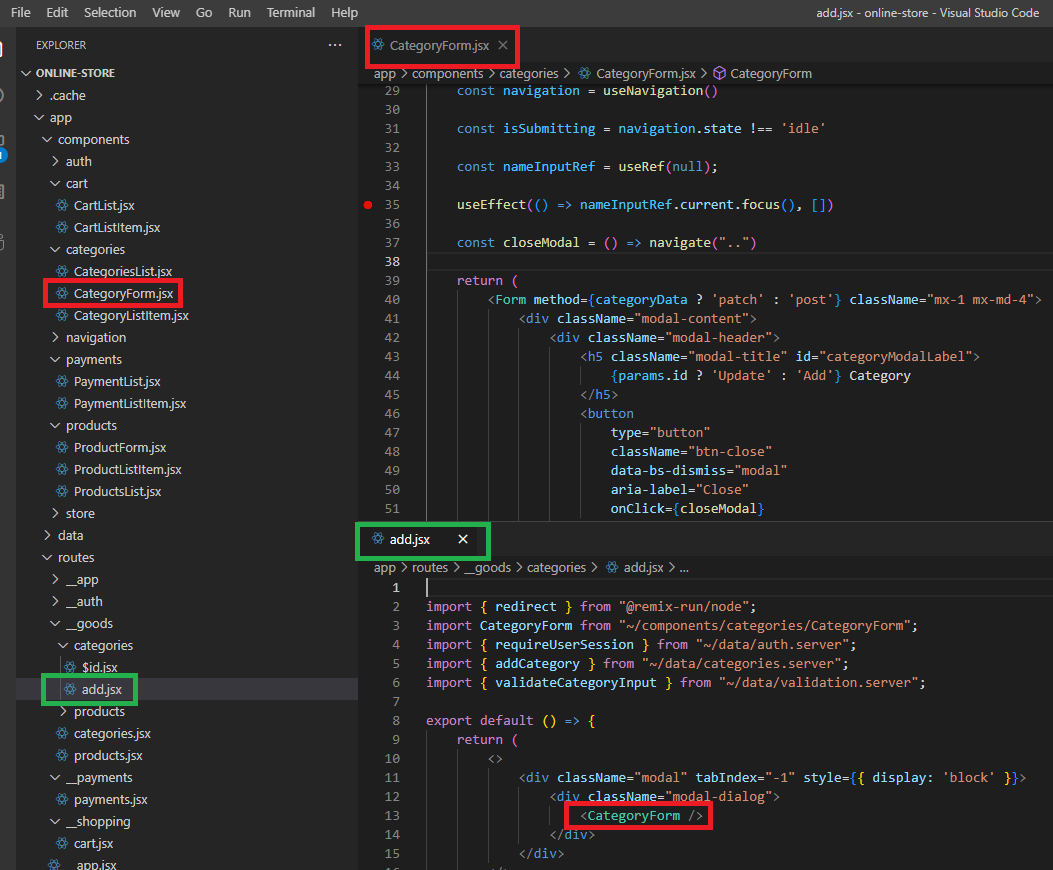 File Edit Selection View Go Run Terminal Help
add.jsx - online-store - Visual Studio Code
EXPLORER
ONLINE-STORE
.cache
app
components
auth
cart
CartList.jsx
CartListItem.jsx
categories
CategoriesList.jsx
CategoryForm.jsx
CategoryListItem.jsx
navigation
payments
PaymentList.jsx
PaymentListItem.jsx
products
ProductForm.jsx
ProductListItem.jsx
ProductsList.jsx
store
data
routes
__app
__auth
__goods
categories
$id.jsx
add.jsx
products
categories.jsx
products.jsx
__payments
payments.jsx
__shopping
cart.jsx
app.jsx
CategoryForm.jsx
app > components > categories > CategoryForm.jsx > CategoryForm
29 const navigation = useNavigation()
30
31 const isSubmitting = navigation.state !== 'idle'
32
33 const nameInputRef = useRef(null);
34
35 useEffect(() => nameInputRef.current.focus(), [])
36
37 const closeModal = () => navigate("..")
38
39 return (
40 <Form method={categoryData ? 'patch' : 'post'} className="mx-1 mx-md-4">
41 <div className="modal-content">
42 <div className="modal-header">
43 <h5 className="modal-title" id="categoryModalLabel">
44 {params.id ? 'Update' : 'Add'} Category
45 </h5>
46 <button
47 type="button"
48 className="btn-close"
49 data-bs-dismiss="modal"
50 aria-label="Close"
51 onClick={closeModal}
add.jsx
app > routes > __goods > categories > add.jsx > ...
1
2 import { redirect } from "@remix-run/node";
3 import CategoryForm from "~/components/categories/CategoryForm";
4 import { requireUserSession } from "~/data/auth.server";
5 import { addCategory } from "~/data/categories.server";
6 import { validateCategoryInput } from "~/data/validation.server";
7
8 export default () => {
9 return (
10 <>
11 <div className="modal" tabIndex="-1" style={{ display: 'block' }}>
12 <div className="modal-dialog">
13 <CategoryForm />
14 </div>
15 </div>